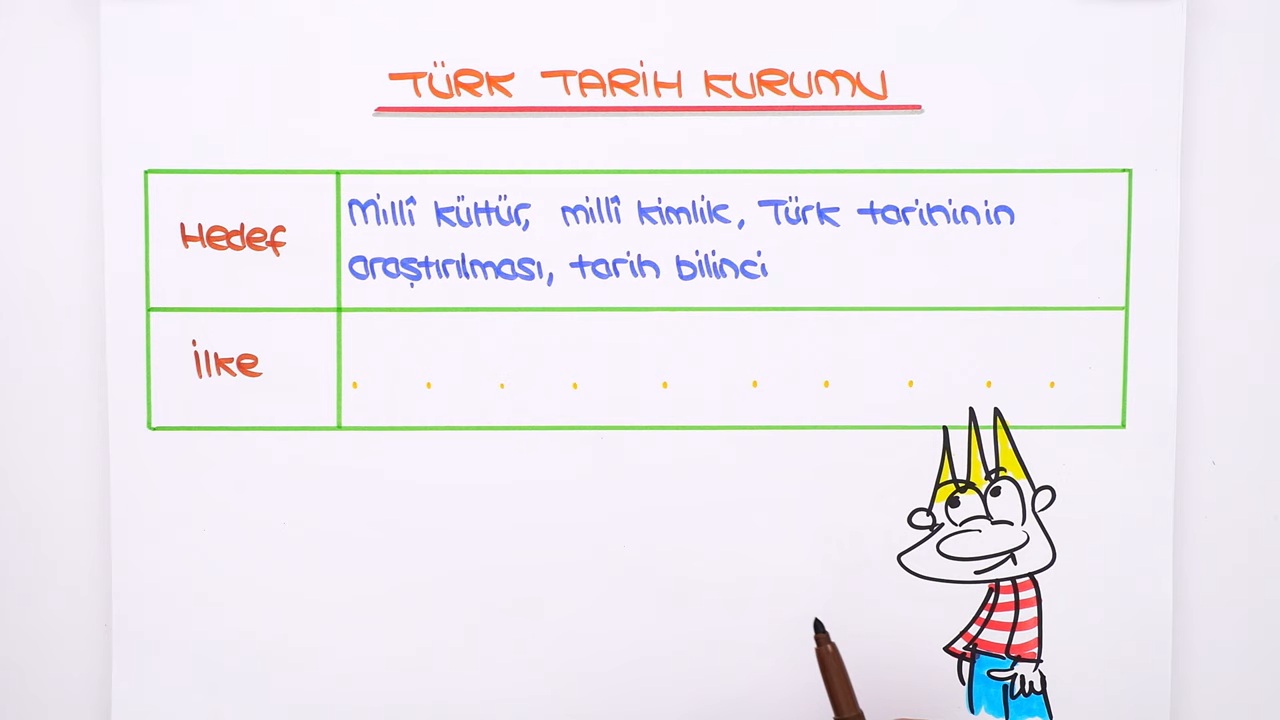 TÜRK TARİH KURUMU
Hedef
Millî kültür, millî kimlik, Türk tarihinin
araştırılması, tarih bilinci
İlke
. . . . . . . . . .